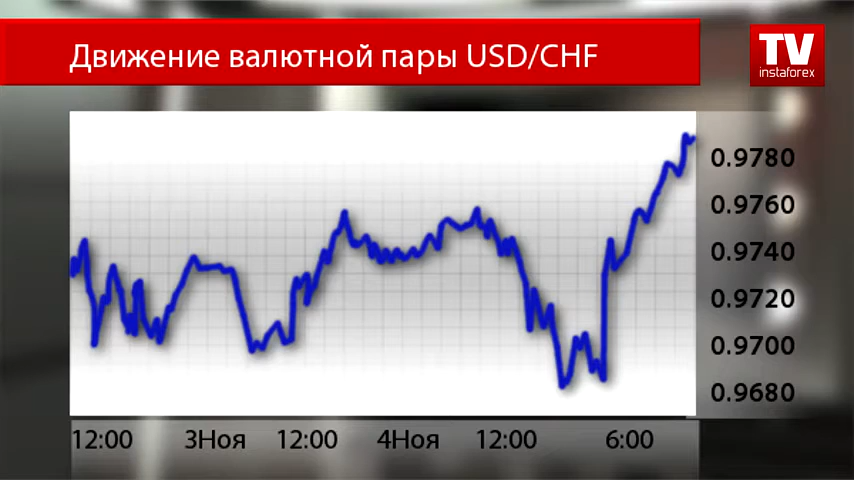 Движение валютной пары USD/CHF
TV
instaforex
0.9780
0.9760
0.9740
0.9720
0.9700
0.9680
12:00 3Ноя 12:00 4Ноя 12:00 6:00